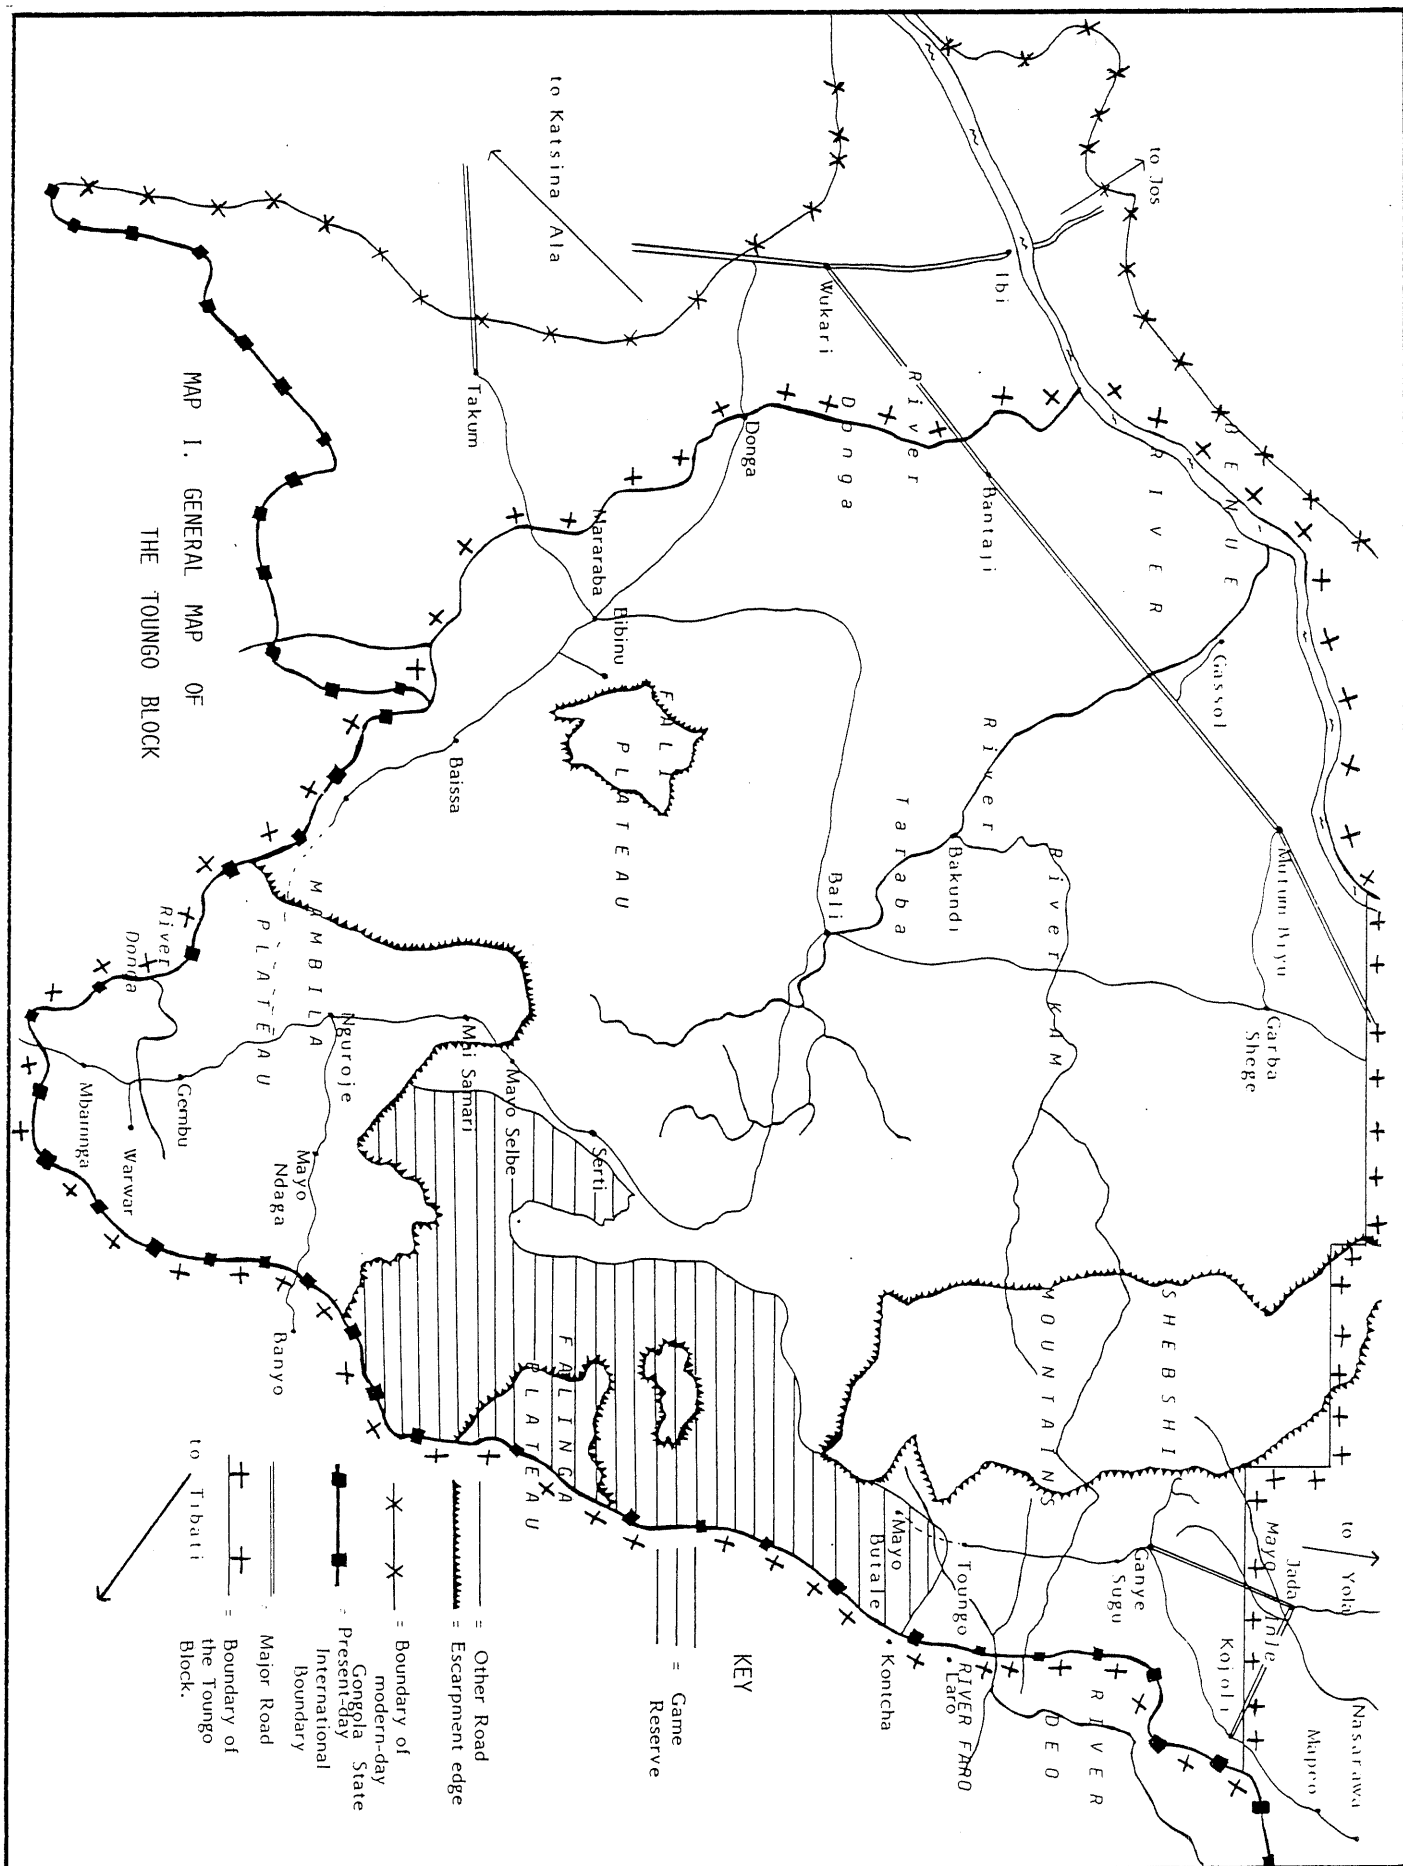 to Jos
Ibi
Wukari
to Katsina Ala
Takum
Donga
River
Donga
Bantaji
RIVER
BENUE
Gassol
Mararaba
Bibinu
FALI
PLATEAU
Baissa
River
Taraba
Bakundi
Bali
River KAM
Mutum Biyu
Garba
Shege
MAMBILA
PLATEAU
River
Donga
Nguroje
Mai Samari
Mayo Selbe
Serti
Gembu
Mbamnga
Warwar
Mayo
Ndaga
Banyo
SHEBSHI
MOUNTAINS
FALINGA
PLATEAU
to Yola
Jada
Mayo Inle
Nasarawa
Mapeo
Kojoli
Ganye
Sugu
Toungo
Mayo
Butale
Kontcha
Laro
RIVER FARO
RIVER
DEO
to Tibati
MAP I. GENERAL MAP OF
THE TOUNGO BLOCK
KEY
= Game
Reserve
= Other Road
= Escarpment edge
= Boundary of
modern-day
Gongola State
= Present-day
International
Boundary
= Major Road
= Boundary of
the Toungo
Block.